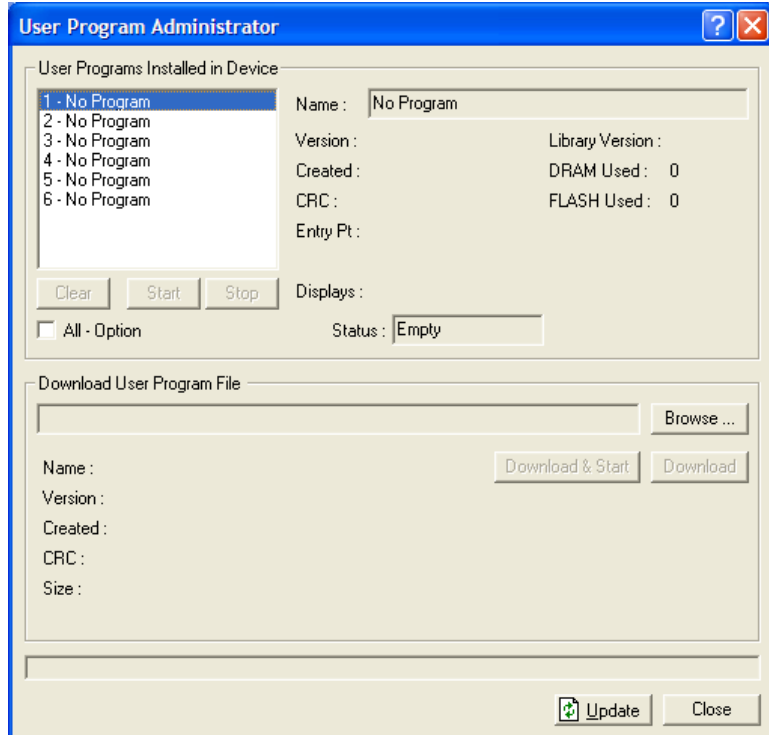 User Program Administrator
User Programs Installed in Device
1 - No Program
2 - No Program
3 - No Program
4 - No Program
5 - No Program
6 - No Program
Clear
Start
Stop
All - Option
Name : No Program
Version :
Library Version :
Created :
DRAM Used : 0
CRC :
FLASH Used : 0
Entry Pt :
Displays :
Status : Empty
Download User Program File
Browse ...
Name :
Download & Start
Download
Version :
Created :
CRC :
Size :
Update
Close